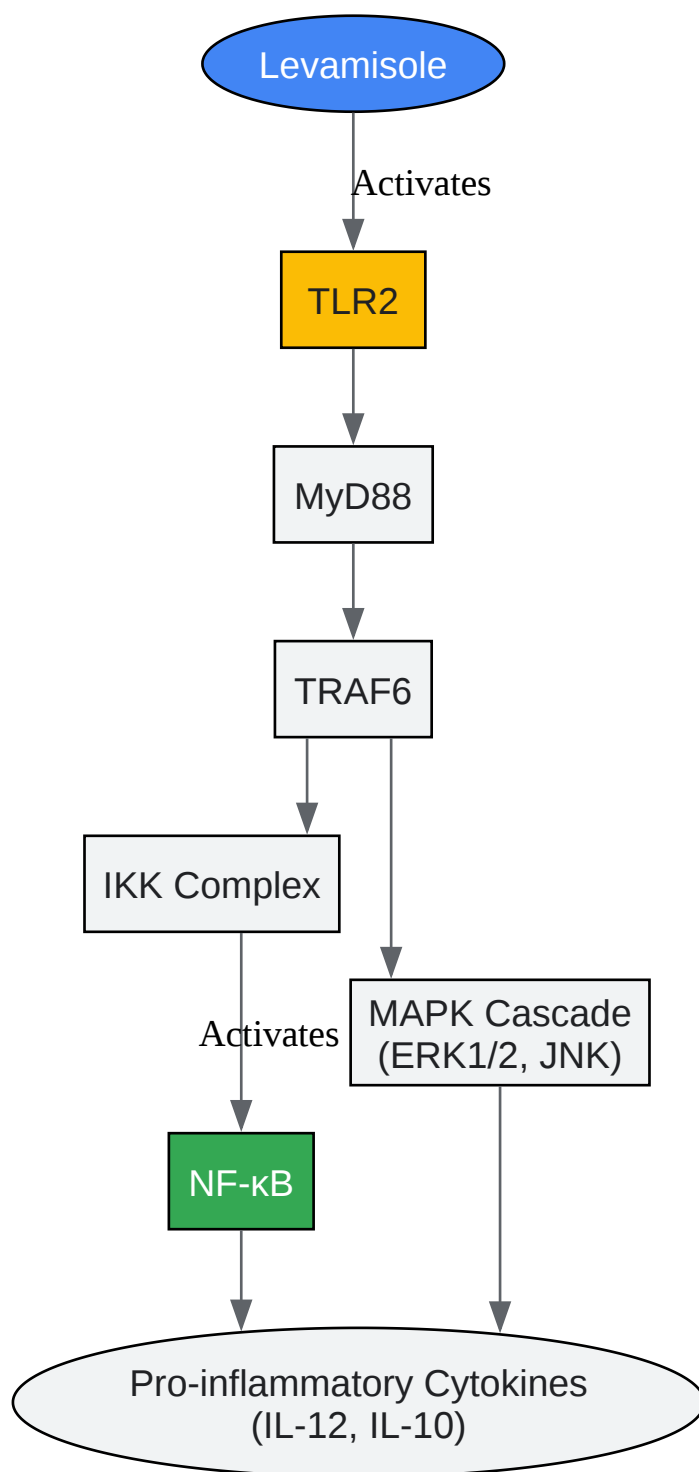 Levamisole
Activates
TLR2
MyD88
TRAF6
IKK Complex
MAPK Cascade
(ERK1/2, JNK)
Activates
NF-κB
Pro-inflammatory Cytokines
(IL-12, IL-10)